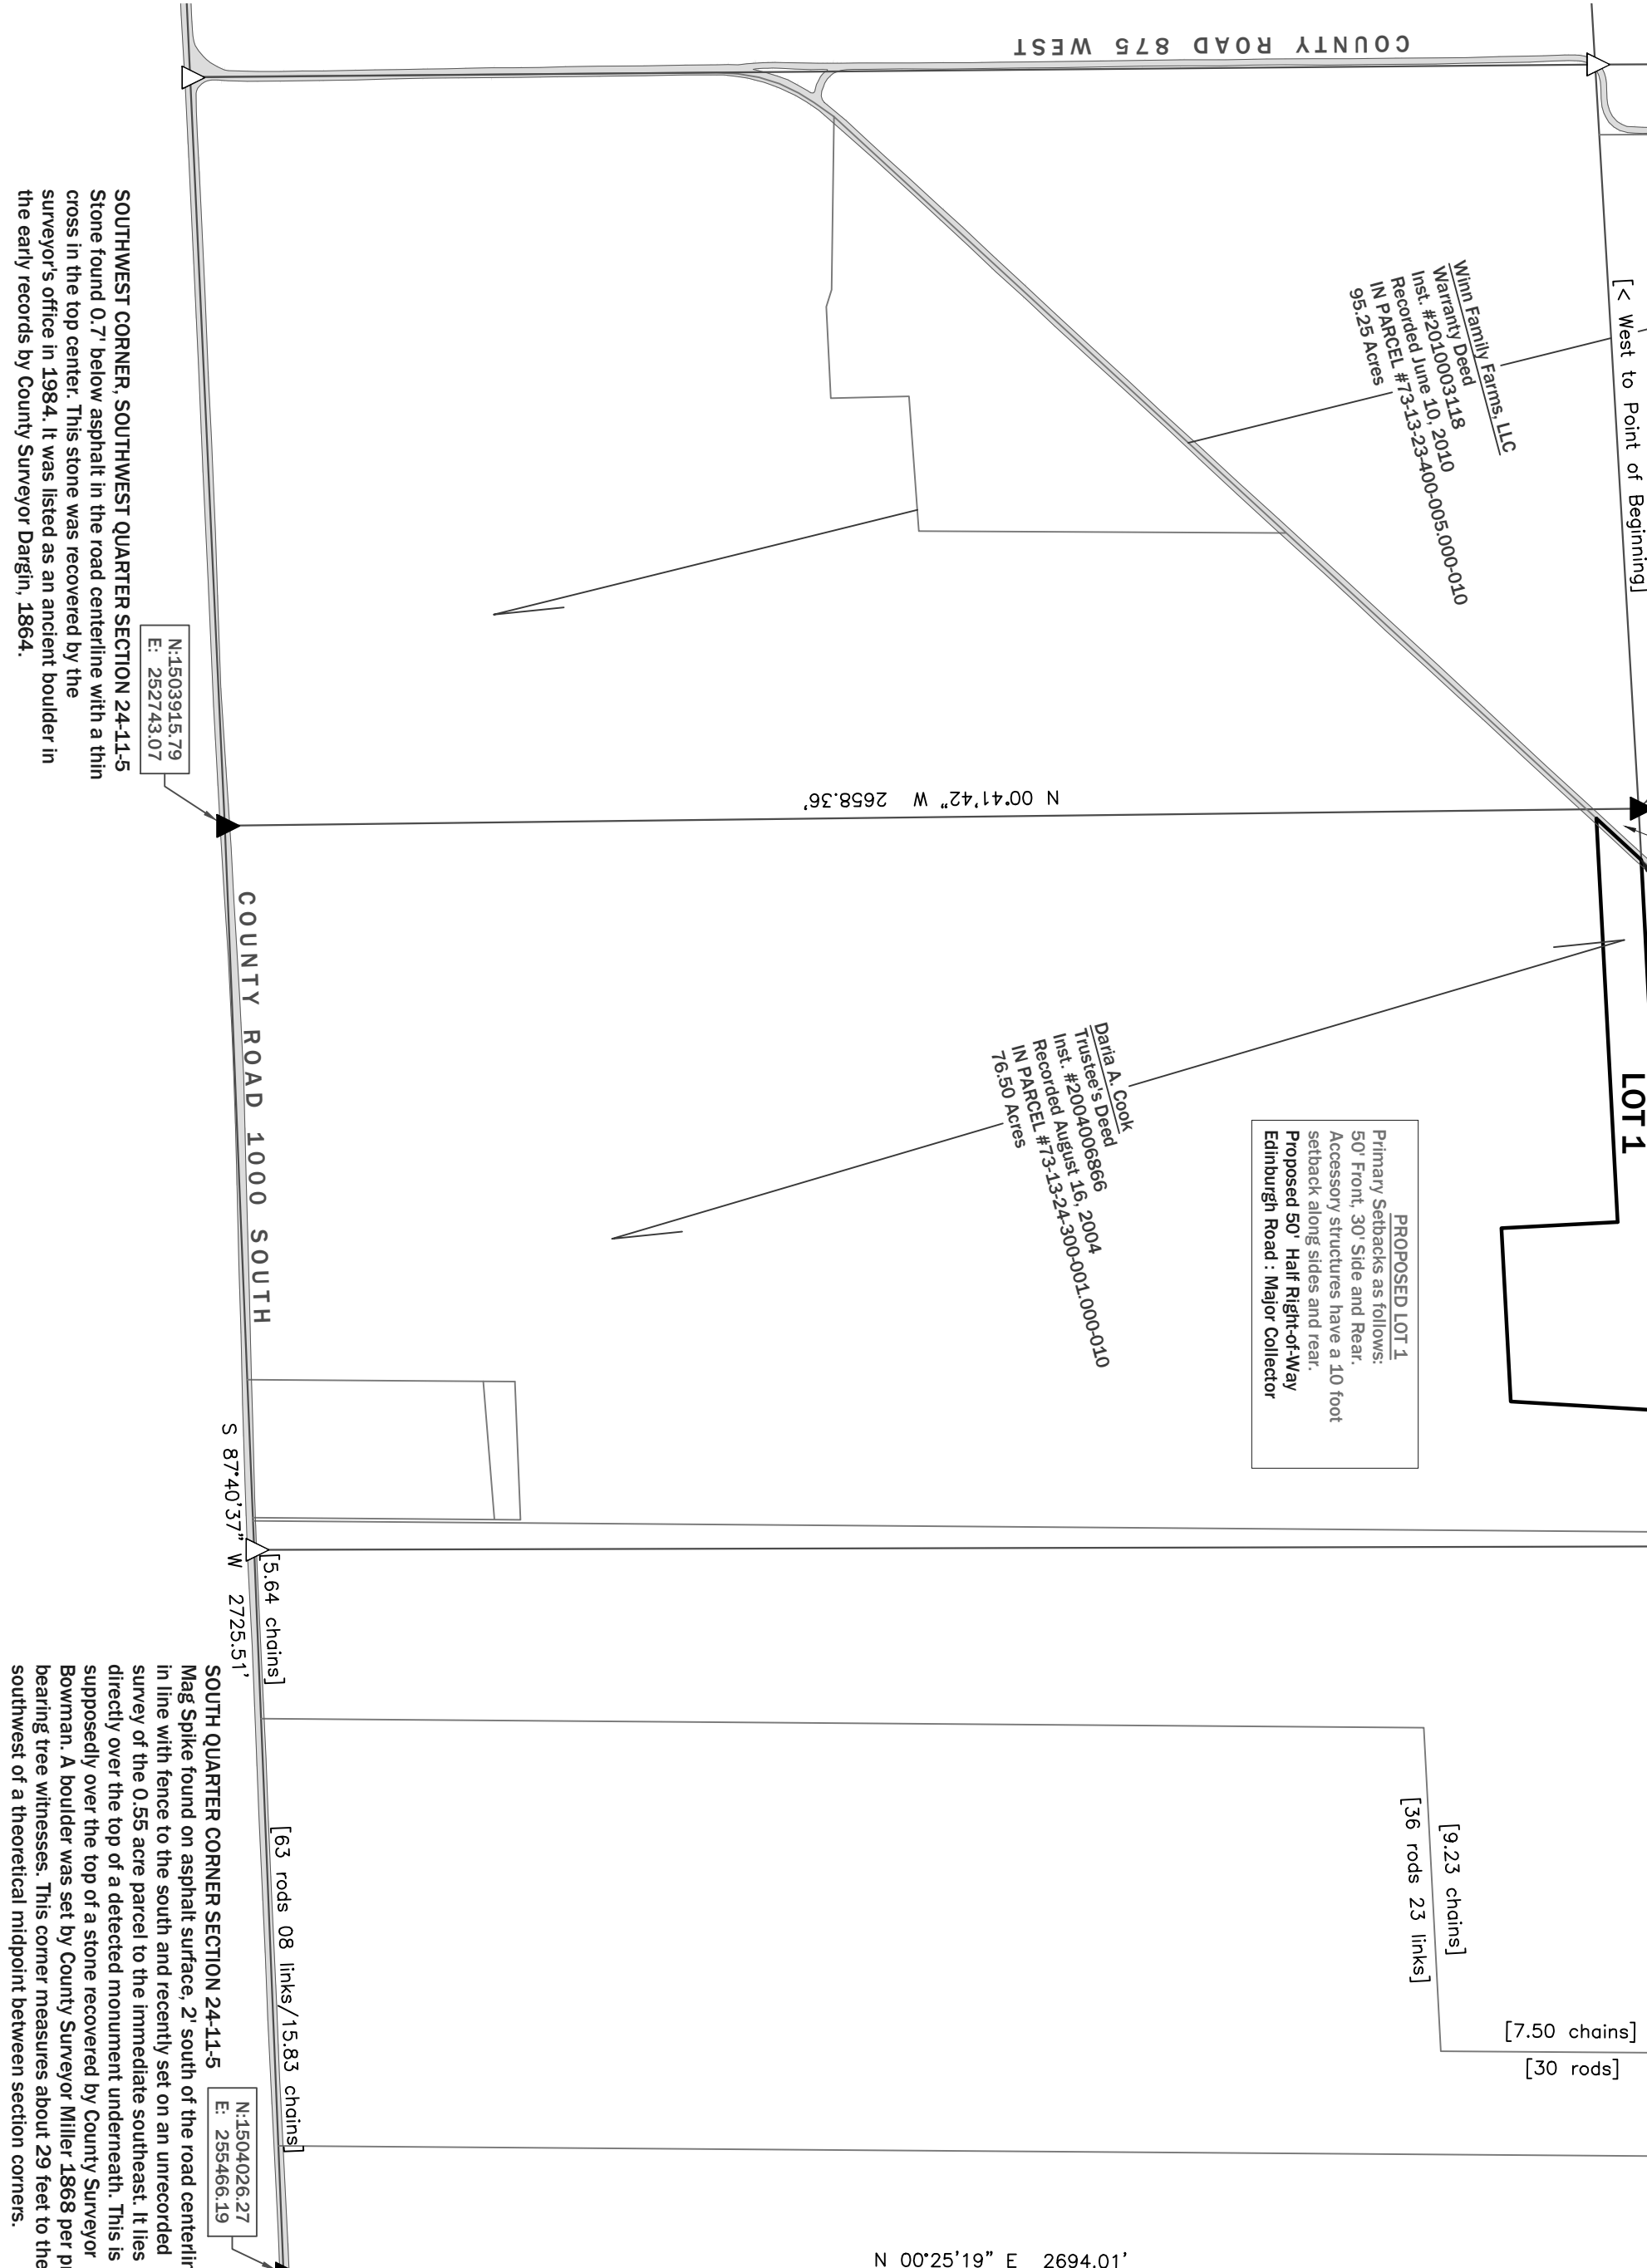 COUNTY ROAD 875 WEST
[< West to Point of Beginning]
Winn Family Farms, LLC
Warranty Deed
Inst. #2010003118
Recorded June 10, 2010
IN PARCEL #73-13-23-400-005.000-010
95.25 Acres
SOUTHWEST CORNER, SOUTHWEST QUARTER SECTION 24-11-5
Stone found 0.7' below asphalt in the road centerline with a thin
cross in the top center. This stone was recovered by the
surveyor's office in 1984. It was listed as an ancient boulder in
the early records by County Surveyor Dargin, 1864.
N:1503915.79
E: 252743.07
N 00°41'42" W 2658.36'
COUNTY ROAD 1000 SOUTH
LOT 1
Daria A. Cook
Trustee's Deed
Inst. #2004006866
Recorded August 16, 2004
IN PARCEL #73-13-24-300-001.000-010
76.50 Acres
PROPOSED LOT 1
Primary Setbacks as follows:
50' Front, 30' Side and Rear.
Accessory structures have a 10 foot
setback along sides and rear.
Proposed 50' Half Right-of-Way
Edinburgh Road : Major Collector
S 87°40'37" W 2725.51'
[5.64 chains]
[63 rods 08 links/15.83 chains]
[9.23 chains]
[36 rods 23 links]
[7.50 chains]
[30 rods]
SOUTH QUARTER CORNER SECTION 24-11-5
Mag Spike found on asphalt surface, 2' south of the road
in line with fence to the south and recently set on an unrecorded
survey of the 0.55 acre parcel to the immediate southeast. It lies
directly over the top of a detected monument underneath. This is
supposedly over the top of a stone recovered by County Surveyor
Bowman. A boulder was set by County Surveyor Miller 1868 per
bearing tree witnesses. This corner measures about 29 feet to the
southwest of a theoretical midpoint between section corners.
N:1504026.27
E: 255466.19
N 00°25'19" E 2694.01'